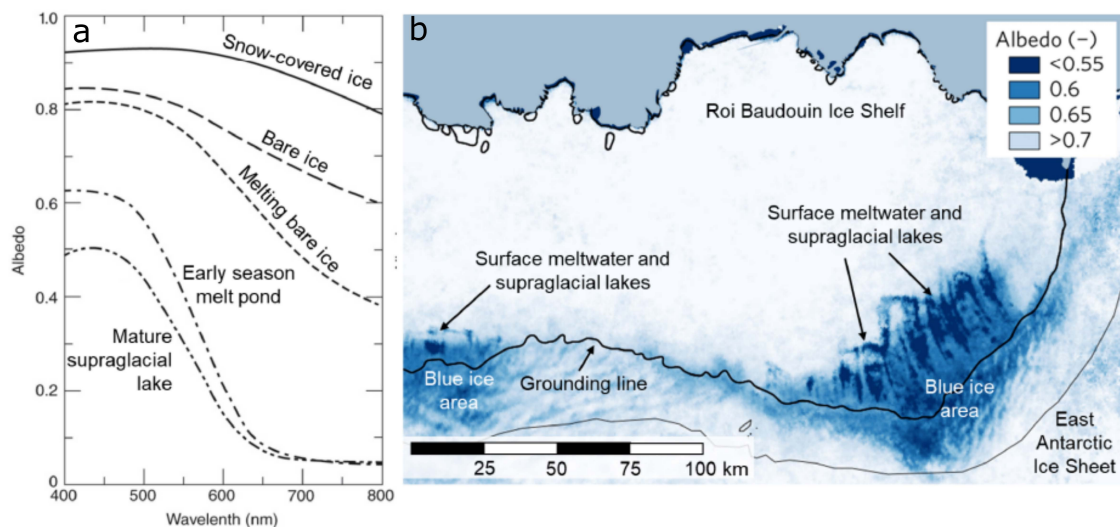 a
1.0
0.8
0.6
0.4
0.2
0
Albedo
400
500
600
700
800
Wavelenth (nm)
Snow-covered ice
Bare ice
Melting bare ice
Early season
melt pond
Mature
supraglacial
lake
b
Albedo (–)
<0.55
0.6
0.65
>0.7
Roi Baudouin Ice Shelf
Surface meltwater and
supraglacial lakes
Surface meltwater and
supraglacial lakes
Blue ice
area
Grounding line
Blue ice
area
East
Antarctic
Ice Sheet
25
50
75
100 km